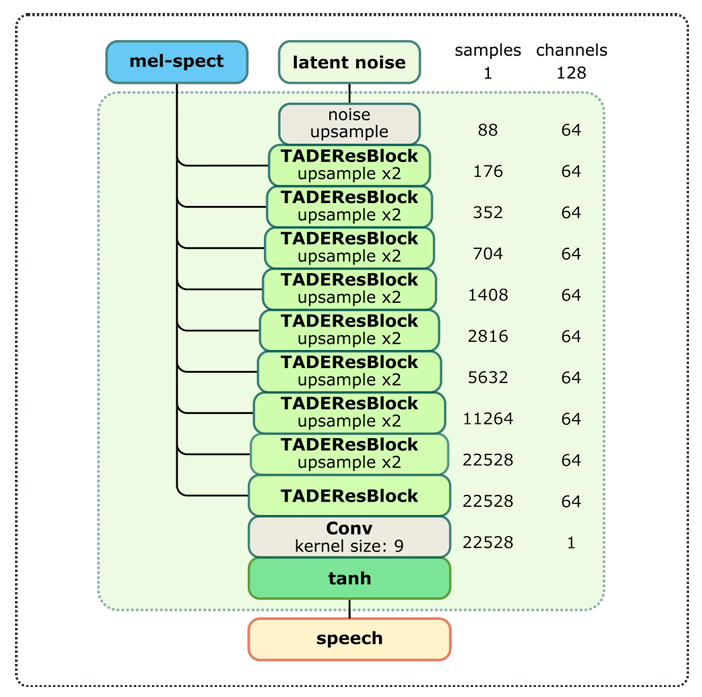 mel-spect
latent noise
samples
channels
1
128
noise
upsample
88
64
TADEResBlock
upsample x2
176
64
TADEResBlock
upsample x2
352
64
TADEResBlock
upsample x2
704
64
TADEResBlock
upsample x2
1408
64
TADEResBlock
upsample x2
2816
64
TADEResBlock
upsample x2
5632
64
TADEResBlock
upsample x2
11264
64
TADEResBlock
upsample x2
22528
64
TADEResBlock
22528
64
Conv
kernel size: 9
22528
1
tanh
speech